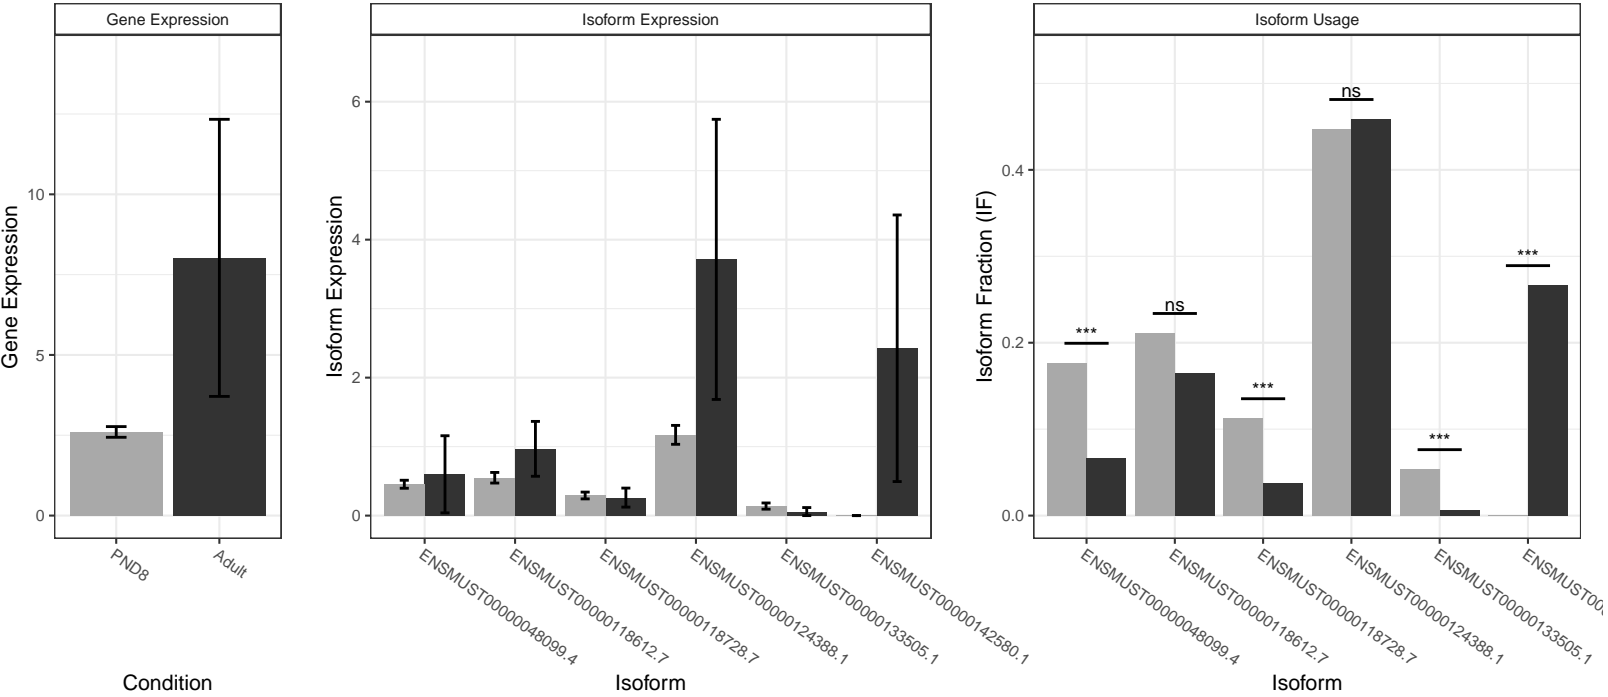 Gene Expression
Gene Expression
10
5
0
PND8
Adult
Condition
Isoform Expression
Isoform Expression
6
4
2
0
ENSMUST00000048099.4
ENSMUST00000118612.7
ENSMUST00000118728.7
ENSMUST00000124388.1
ENSMUST00000133505.1
ENSMUST00000142580.1
Isoform
Isoform Usage
Isoform Fraction (IF)
0.4
0.2
0.0
***
ns
***
ns
***
***
ENSMUST00000048099.4
ENSMUST00000118612.7
ENSMUST00000118728.7
ENSMUST00000124388.1
ENSMUST00000133505.1
Isoform